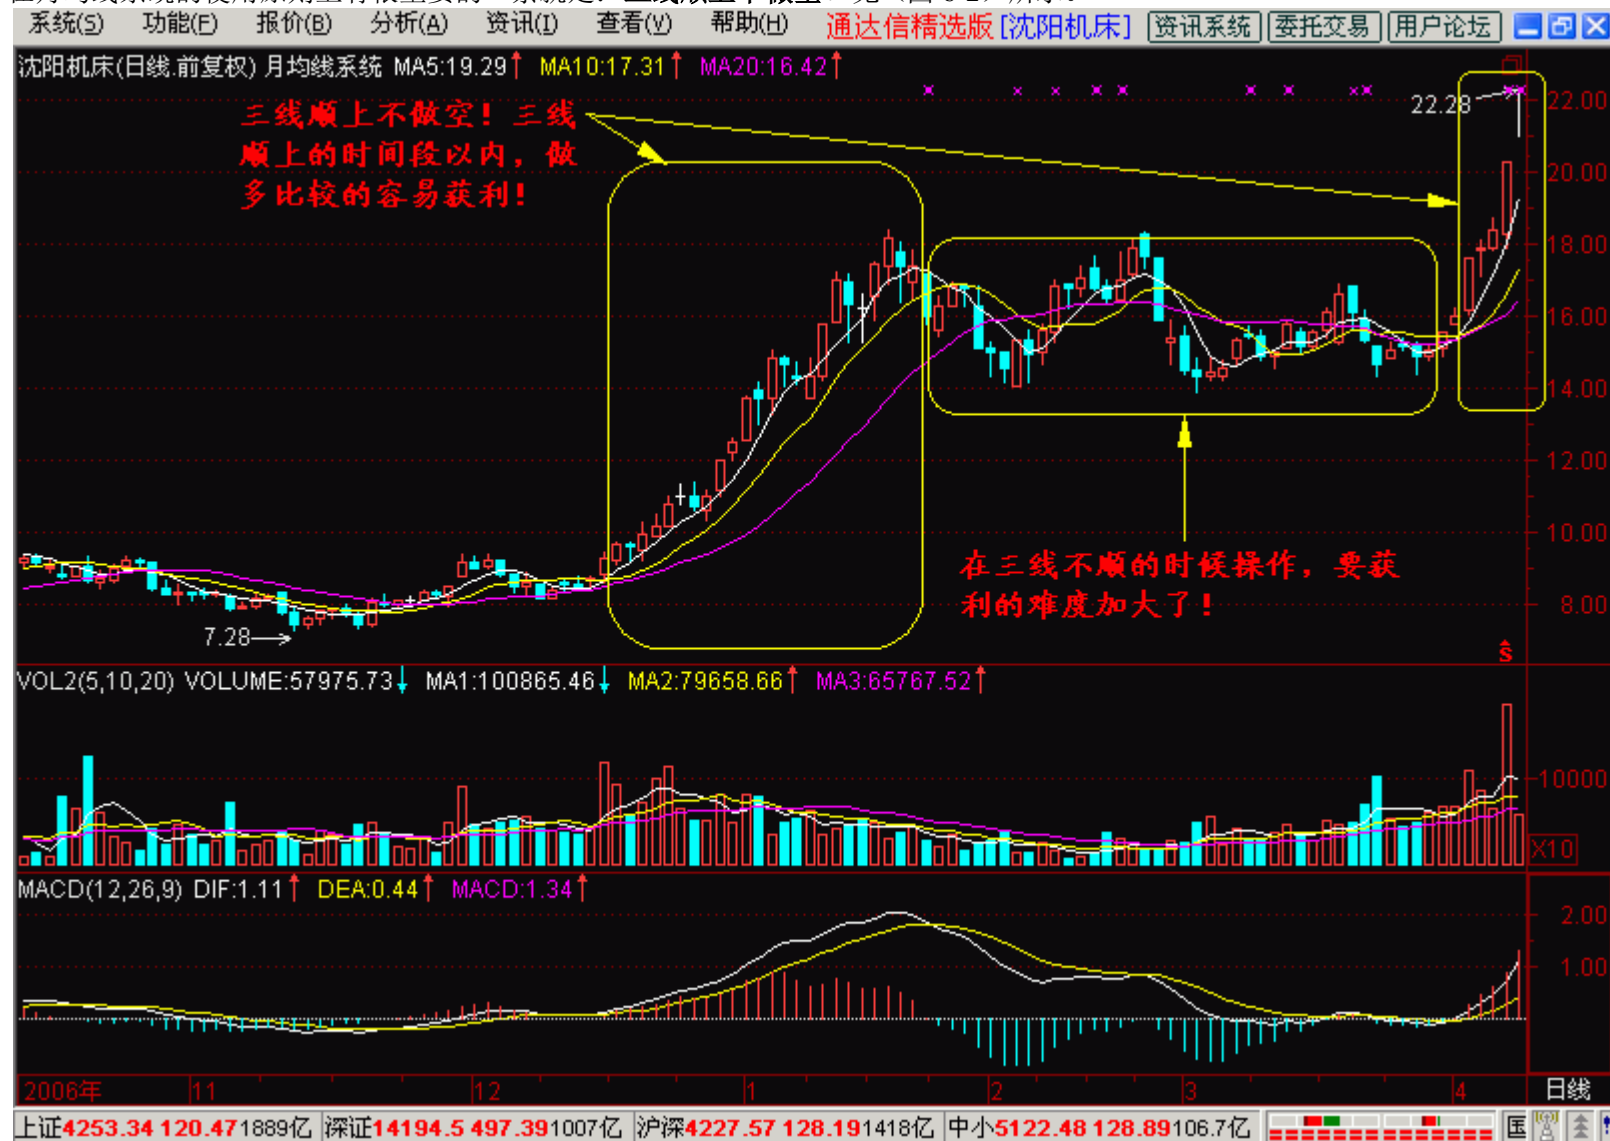 系统(S) 功能(F) 报价(B) 分析(A) 资讯(I) 查看(V) 帮助(H) 通达信精选版 [沈阳机床] 资讯系统 委托交易 用户论坛
沈阳机床(日线.前复权) 月均线系统 MA5:19.29↑ MA10:17.31↑ MA20:16.42↑
22.28
22.00
三线顺上不做空！三线
顺上的时间段以内，做
多比较的容易获利！
20.00
18.00
16.00
14.00
12.00
10.00
在三线不顺的时候操作，要获
利的难度加大了！
8.00
7.28
S
VOL2(5,10,20) VOLUME:57975.73↓ MA1:100865.46↓ MA2:79658.66↑ MA3:65767.52↑
10000
X10
MACD(12,26,9) DIF:1.11↑ DEA:0.44↑ MACD:1.34↑
2.00
1.00
2006年 11 12 1 2 3 4 日线
上证4253.34 120.47 1889亿 深证14194.5 497.39 1007亿 沪深4227.57 128.19 1418亿 中小5122.48 128.89 106.7亿